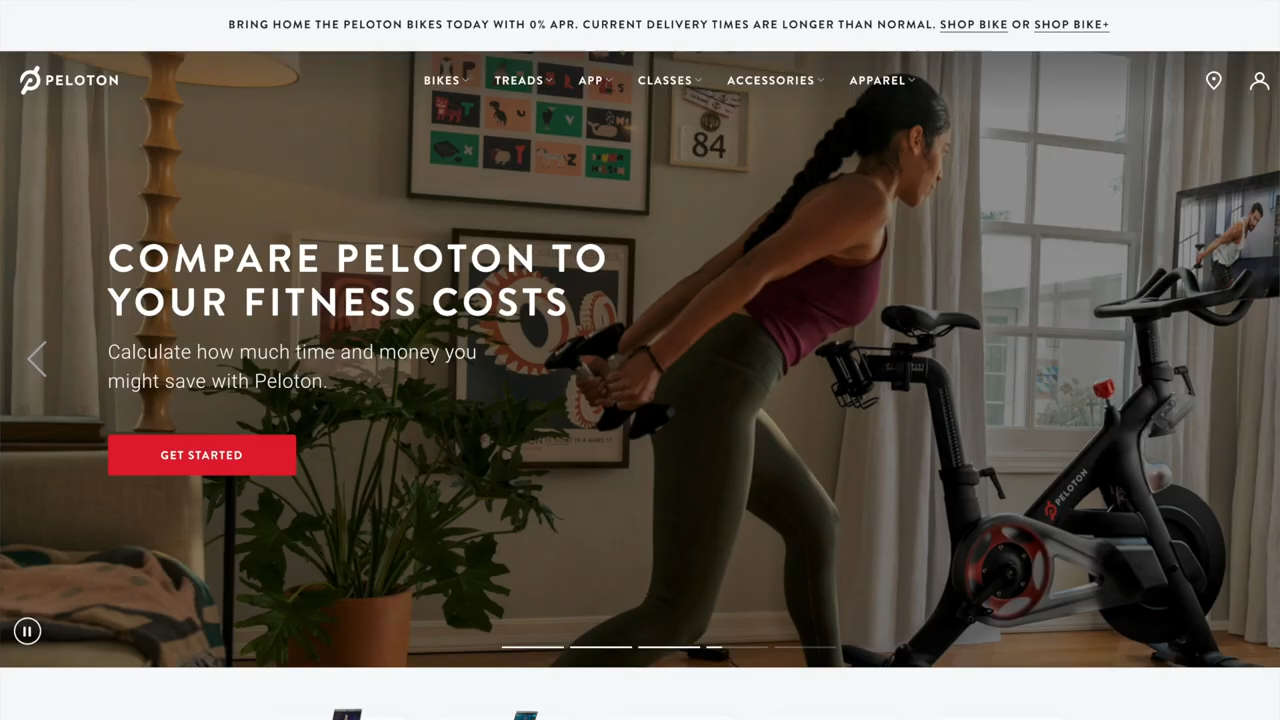 BRING HOME THE PELOTON BIKES TODAY WITH 0% APR. CURRENT DELIVERY TIMES ARE LONGER THAN NORMAL. SHOP BIKE OR SHOP BIKE+
PELOTON
BIKES TREADS APP CLASSES ACCESSORIES APPAREL
84
COMPARE PELOTON TO
YOUR FITNESS COSTS
Calculate how much time and money you
might save with Peloton.
GET STARTED
PELOTON